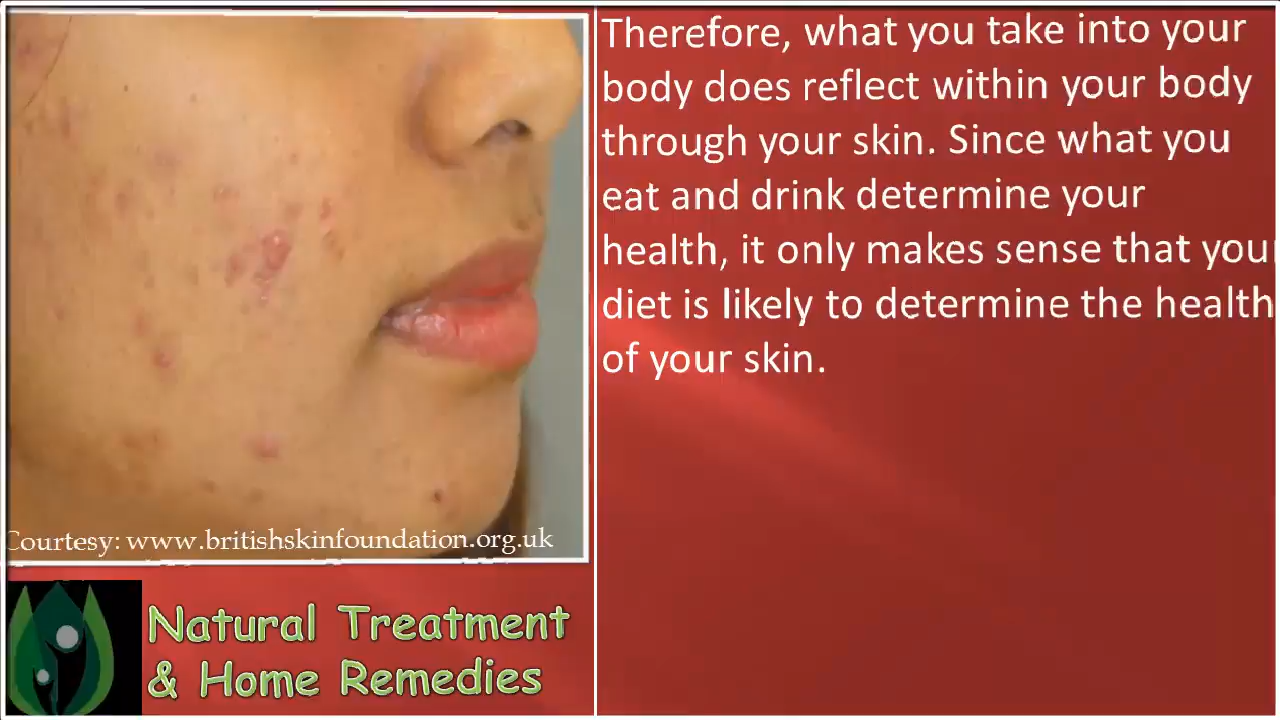 Therefore, what you take into your
body does reflect within your body
through your skin. Since what you
eat and drink determine your
health, it only makes sense that your
diet is likely to determine the health
of your skin.
Courtesy: www.britishskinfoundation.org.uk
Natural Treatment
& Home Remedies